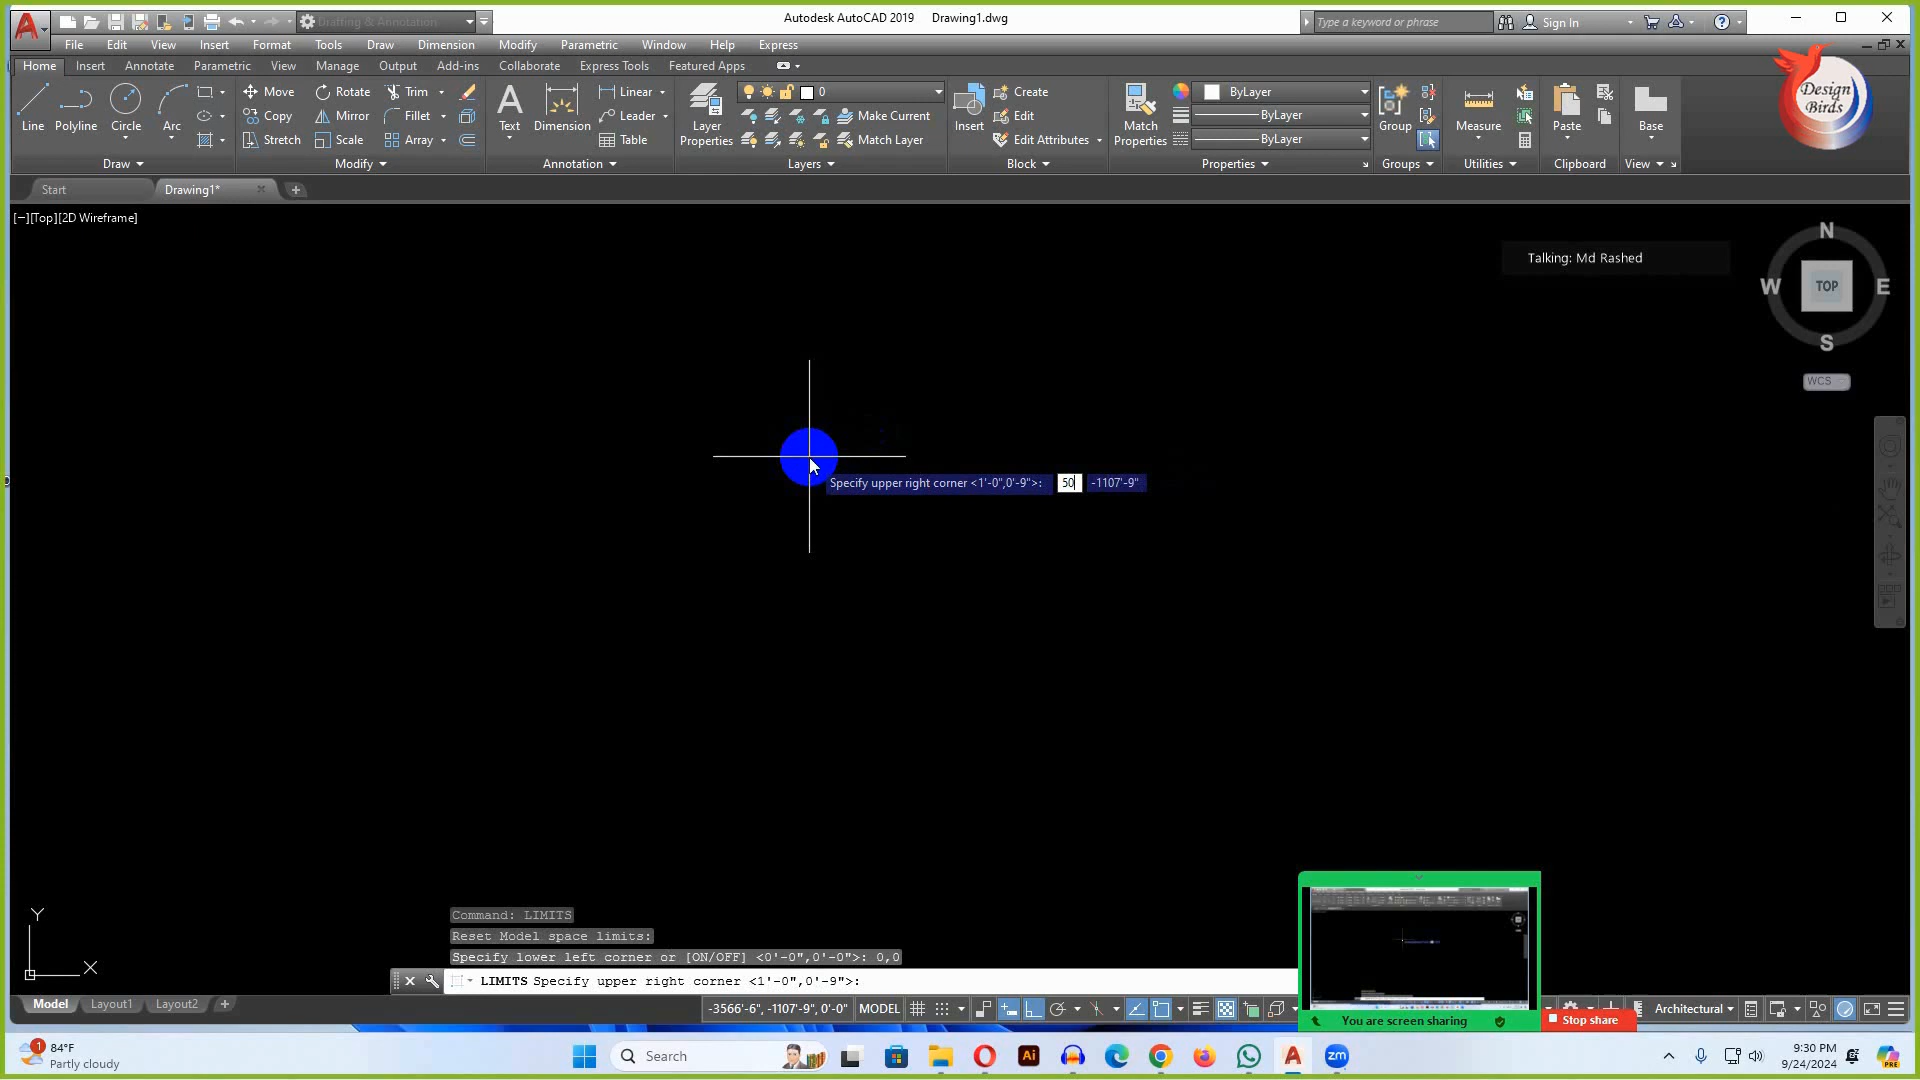 Drafting & Annotation
Autodesk AutoCAD 2019 Drawing1.dwg
Type a keyword or phrase
Sign In
File Edit View Insert Format Tools Draw Dimension Modify Parametric Window Help Express
Home Insert Annotate Parametric View Manage Output Add-ins Collaborate Express Tools Featured Apps
Move Rotate Trim Linear 0 Create ByLayer
Copy Mirror Fillet Leader Make Current Edit ByLayer
Line Polyline Circle Arc Text Dimension Layer Properties Insert Match Properties Group Measure Paste Base
Stretch Scale Array Table Match Layer Edit Attributes ByLayer
Draw Modify Annotation Layers Block Properties Groups Utilities Clipboard View
Design Birds
Start Drawing1*
[−][Top][2D Wireframe]
Talking: Md Rashed
N
W TOP E
S
WCS
Specify upper right corner <1'-0",0'-9">: 50 -1107'-9"
Y
X
Command: LIMITS
Reset Model space limits:
Specify lower left corner or [ON/OFF] <0'-0",0'-0">: 0,0
LIMITS Specify upper right corner <1'-0",0'-9">:
Model Layout1 Layout2
-3566'-6", -1107'-9", 0'-0" MODEL
Architectural
You are screen sharing Stop share
1
84°F
Partly cloudy
Search
Ai
A
zm
9:30 PM
9/24/2024
PRE